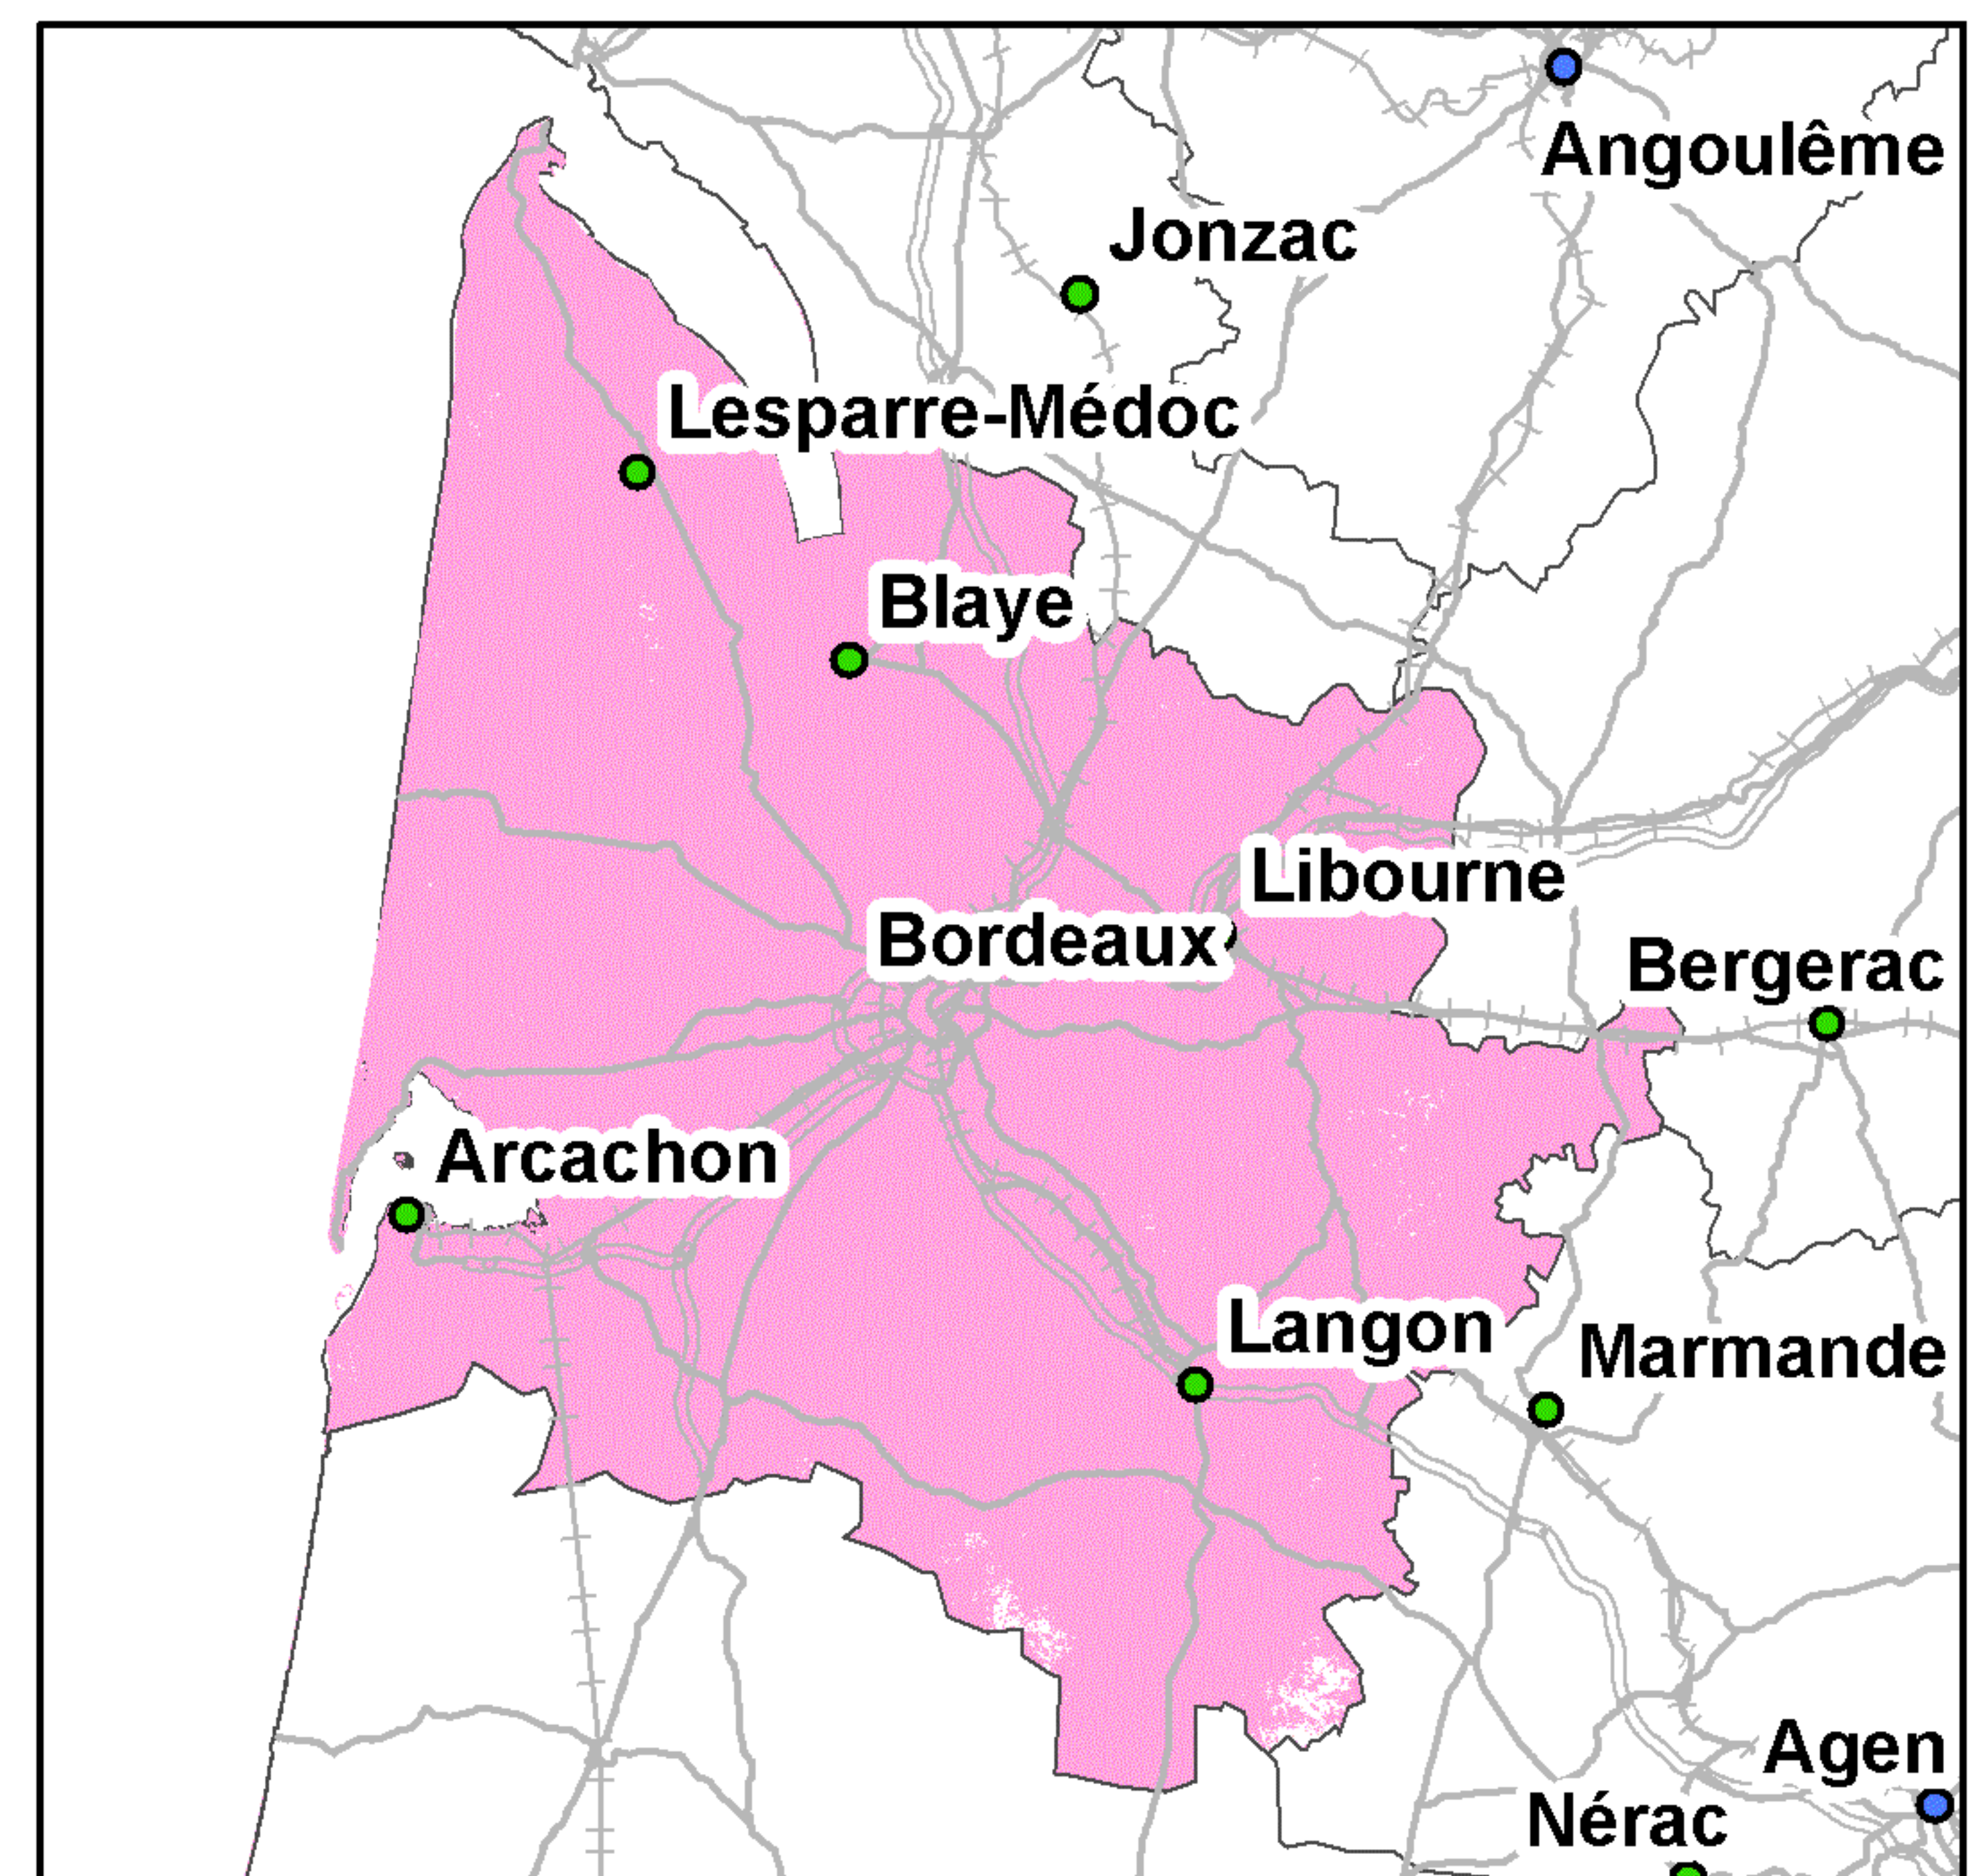 Angoulême
Jonzac
Lesparre-Médoc
Blaye
Libourne
Bordeaux
Bergerac
Arcachon
Langon
Marmande
Agen
Nérac